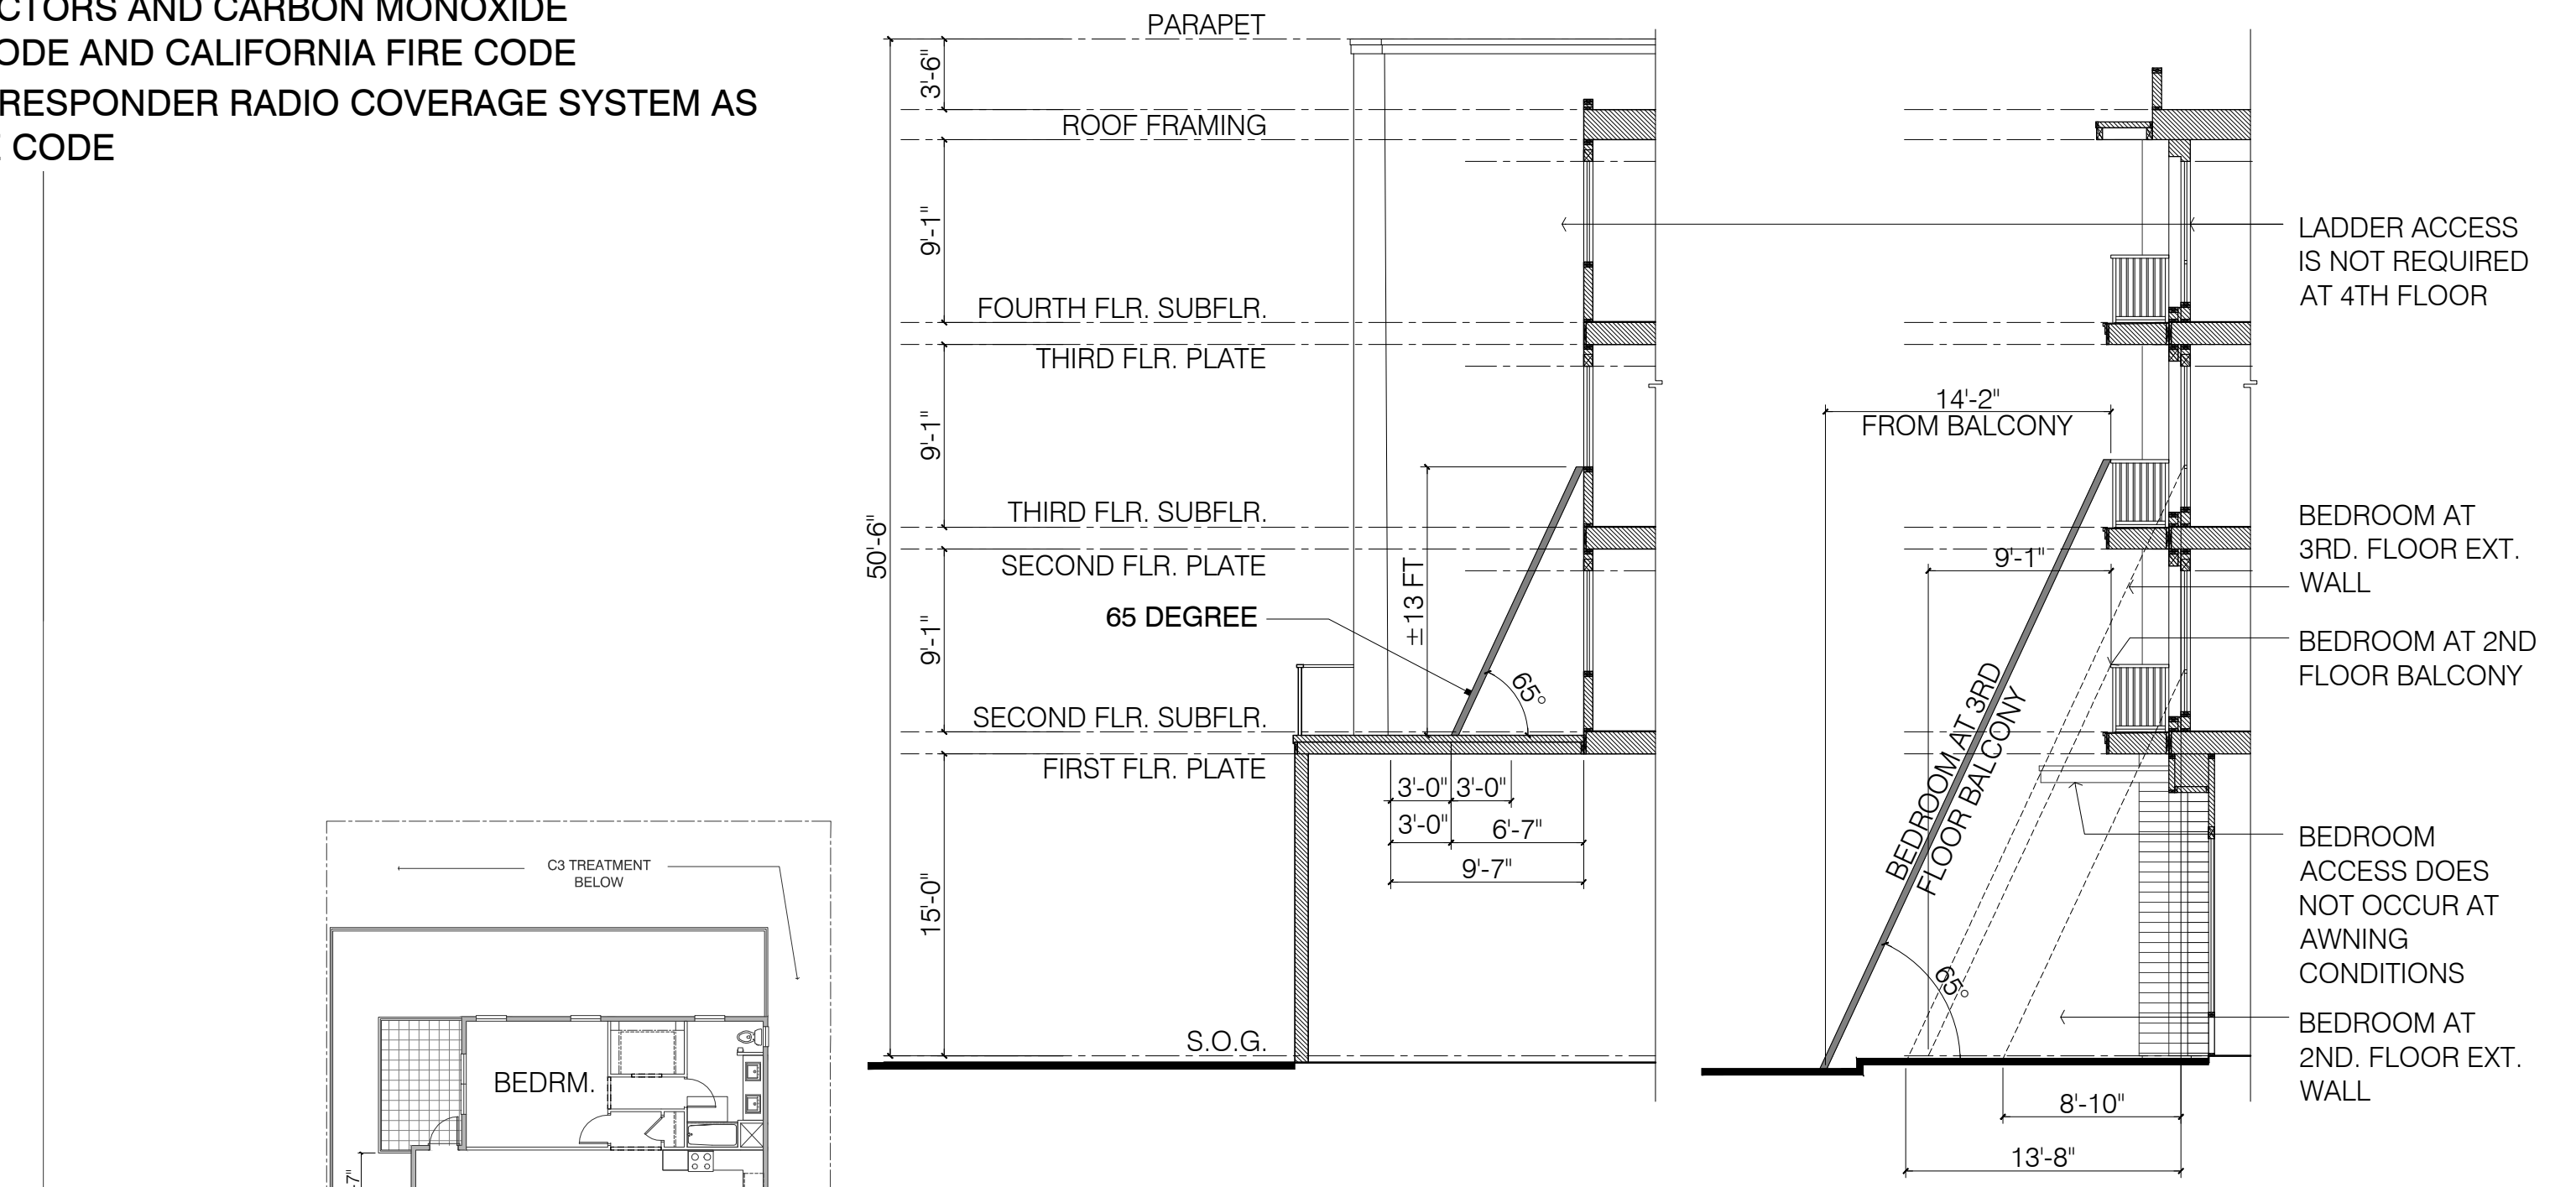 CTORS AND CARBON MONOXIDE
ODE AND CALIFORNIA FIRE CODE
RESPONDER RADIO COVERAGE SYSTEM AS
CODE
C3 TREATMENT
BELOW
BEDRM.
-7"
PARAPET
3'-6"
ROOF FRAMING
9'-1"
FOURTH FLR. SUBFLR.
THIRD FLR. PLATE
9'-1"
THIRD FLR. SUBFLR.
50'-6"
SECOND FLR. PLATE
±13 FT
65 DEGREE
9'-1"
65°
SECOND FLR. SUBFLR.
FIRST FLR. PLATE
3'-0"
3'-0"
3'-0"
6'-7"
9'-7"
15'-0"
S.O.G.
14'-2"
FROM BALCONY
9'-1"
BEDROOM AT 3RD
FLOOR BALCONY
65°
8'-10"
13'-8"
LADDER ACCESS
IS NOT REQUIRED
AT 4TH FLOOR
BEDROOM AT
3RD. FLOOR EXT.
WALL
BEDROOM AT 2ND
FLOOR BALCONY
BEDROOM
ACCESS DOES
NOT OCCUR AT
AWNING
CONDITIONS
BEDROOM AT
2ND. FLOOR EXT.
WALL